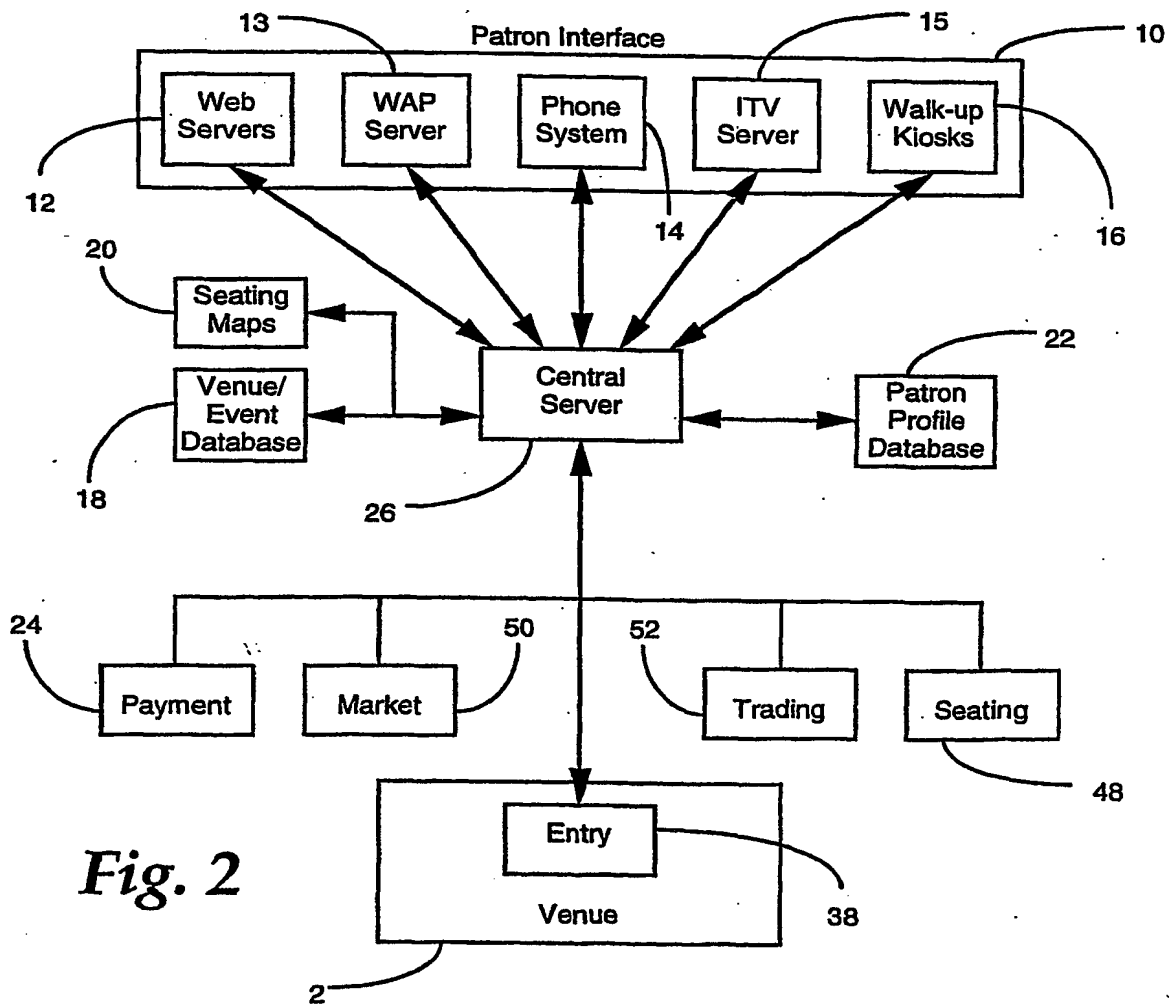 13
15
10
Patron Interface
Web
Servers
WAP
Server
Phone
System
ITV
Server
Walk-up
Kiosks
12
14
16
20
Seating
Maps
22
Central
Server
Venue/
Event
Database
Patron
Profile
Database
18
26
24
50
52
Payment
Market
Trading
Seating
48
Entry
Venue
38
2
Fig. 2